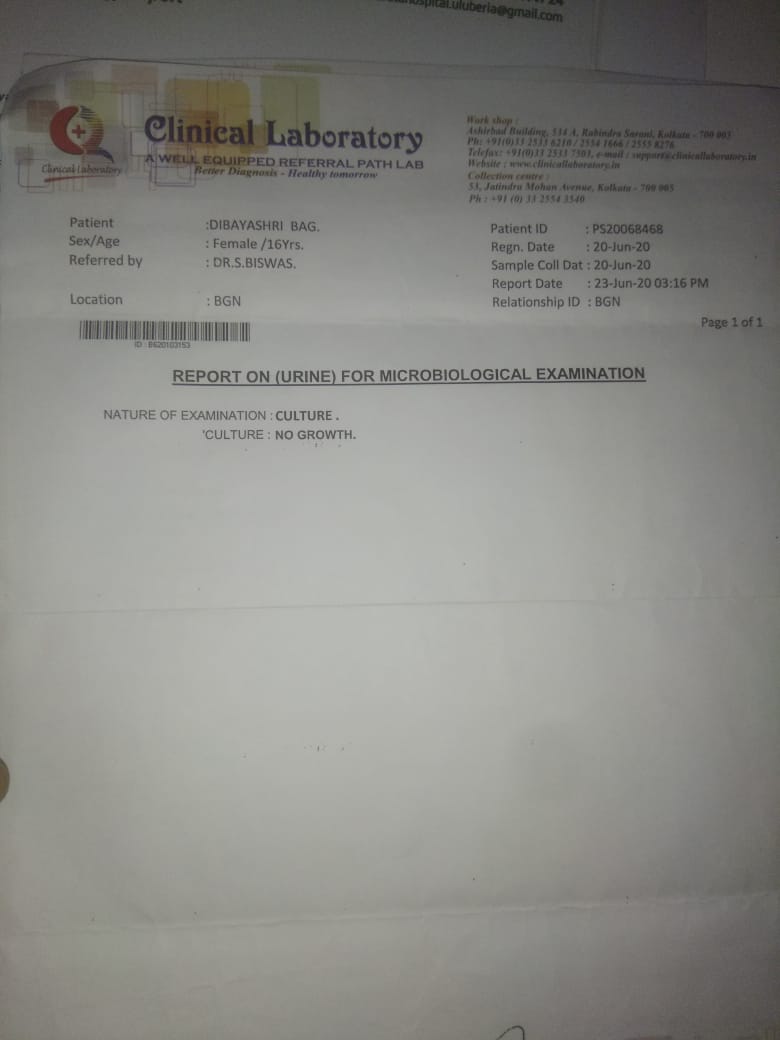 hospital.uluberia@gmail.com
Clinical Laboratory
A WELL EQUIPPED REFERRAL PATH LAB
Better Diagnosis - Healthy tomorrow
Clinical Laboratory
Work shop :
Ashirbad Building, 534 A, Rabindra Sarani, Kolkata - 700 003
Ph: +91(0)33 2533 6210 / 2554 1666 / 2555 8276
Telefax: +91(0)33 2533 7503, e-mail : support@clinicallaboratory.in
Website : www.clinicallaboratory.in
Collection centre :
53, Jatindra Mohan Avenue, Kolkata - 700 005
Ph : +91 (0) 33 2554 3540
Patient :DIBAYASHRI BAG.
Sex/Age : Female /16Yrs.
Referred by : DR.S.BISWAS.
Location : BGN
ID : B620103153
Patient ID : PS20068468
Regn. Date : 20-Jun-20
Sample Coll Dat : 20-Jun-20
Report Date : 23-Jun-20 03:16 PM
Relationship ID : BGN
Page 1 of 1
REPORT ON (URINE) FOR MICROBIOLOGICAL EXAMINATION
NATURE OF EXAMINATION : CULTURE .
'CULTURE : NO GROWTH.